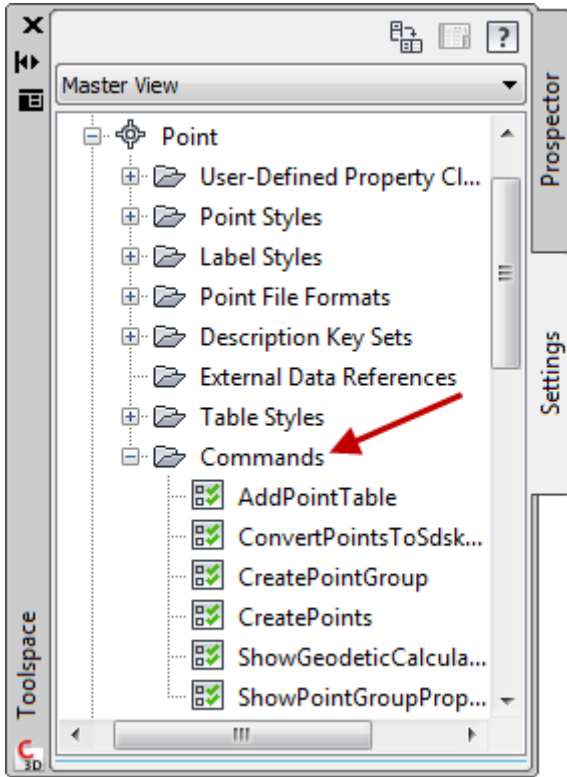 ?
Master View
Point
User-Defined Property Cl...
Point Styles
Label Styles
Point File Formats
Description Key Sets
External Data References
Table Styles
Commands
AddPointTable
ConvertPointsToSdsk...
CreatePointGroup
CreatePoints
ShowGeodeticCalcula...
ShowPointGroupProp...
Prospector
Settings
Toolspace
C
3D